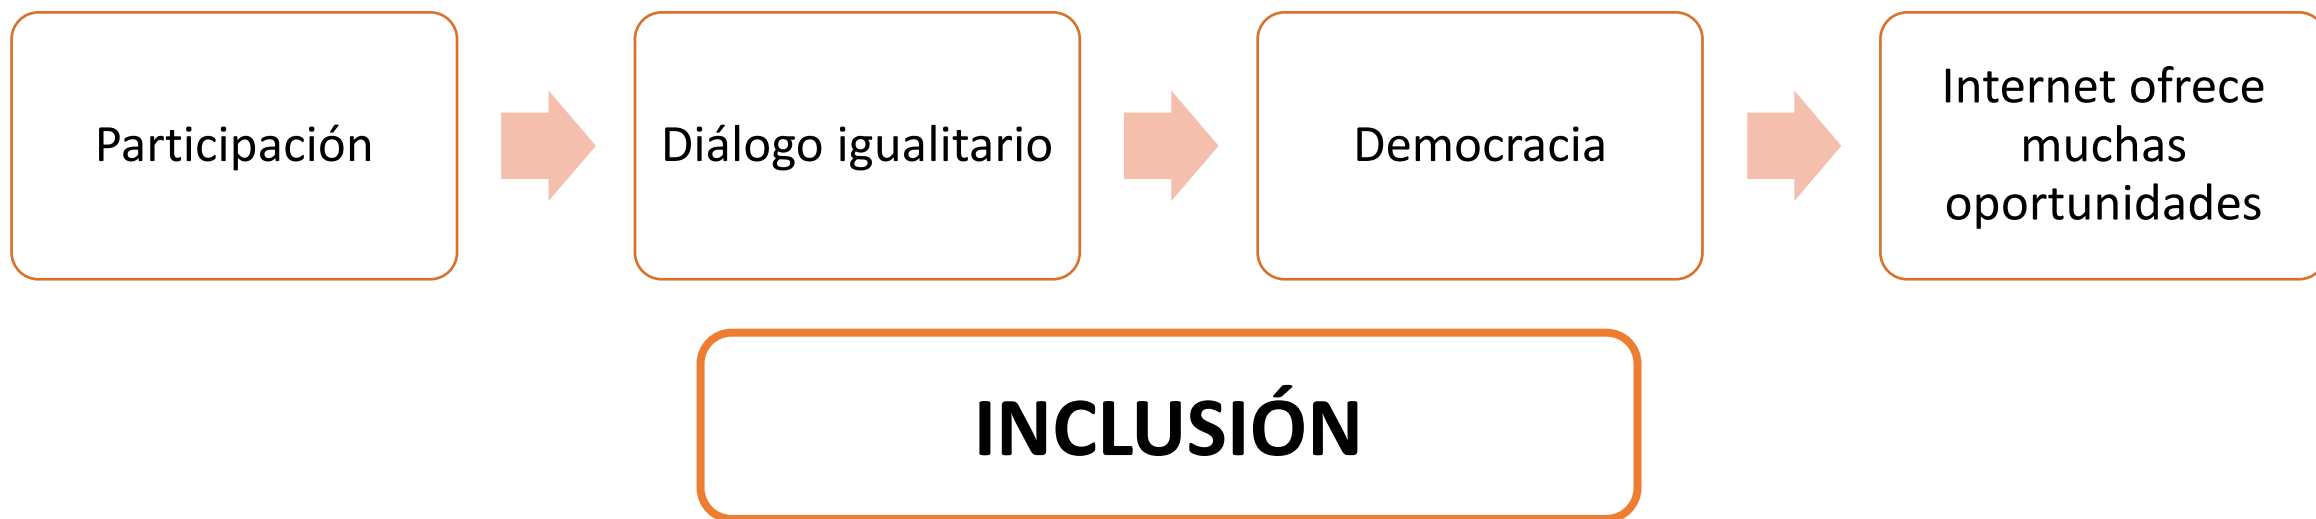 Participación
Diálogo igualitario
Democracia
Internet ofrece
muchas
oportunidades
INCLUSIÓN